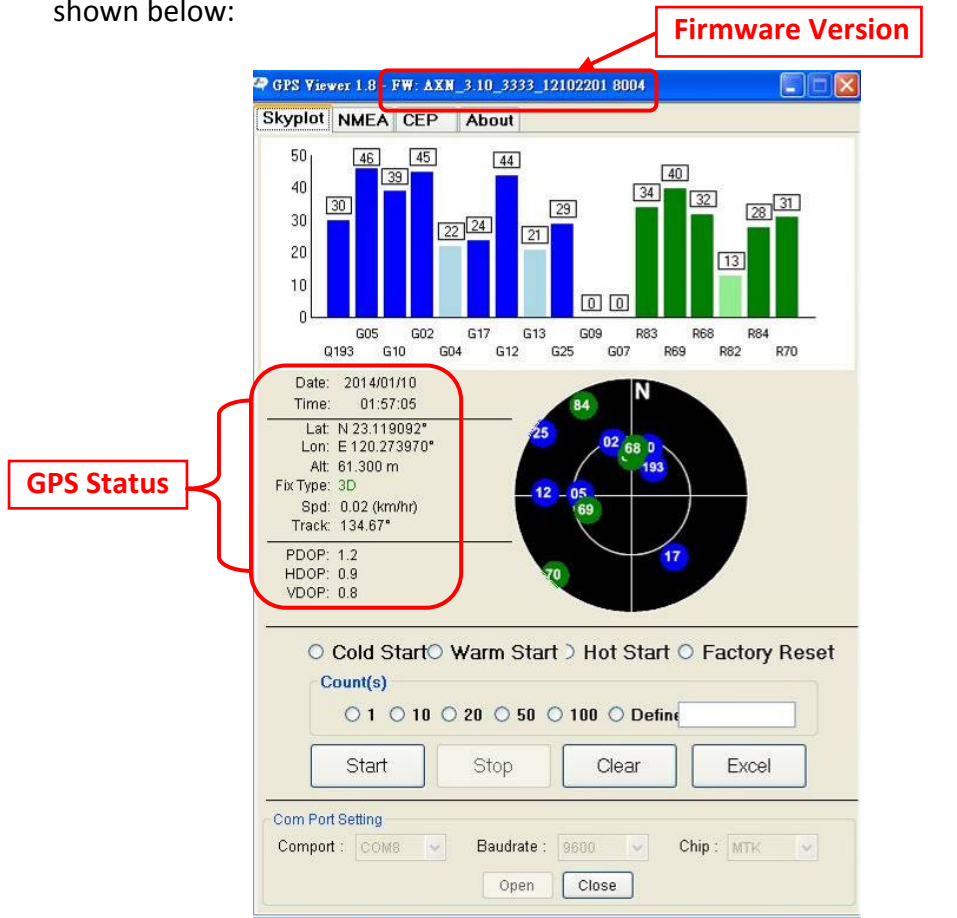 shown below:
Firmware Version
GPS Viewer 1.8 - FW: AXN_3.10_3333_12102201 8004
Skyplot NMEA CEP About
50
40
30
20
10
0
30 46 39 45 22 24 44 21 29 0 0 34 40 32 13 28 31
G05 G02 G17 G13 G09 R83 R68 R84
Q193 G10 G04 G12 G25 G07 R69 R82 R70
GPS Status
Date: 2014/01/10
Time: 01:57:05
Lat: N 23.119092°
Lon: E 120.273970°
Alt: 61.300 m
Fix Type: 3D
Spd: 0.02 (km/hr)
Track: 134.67°
PDOP: 1.2
HDOP: 0.9
VDOP: 0.8
N
84
25
02 68 0
193
12 05
69
17
70
Cold Start Warm Start Hot Start Factory Reset
Count(s)
1 10 20 50 100 Define
Start Stop Clear Excel
Com Port Setting
Comport : COM8 Baudrate : 9600 Chip : MTK
Open Close